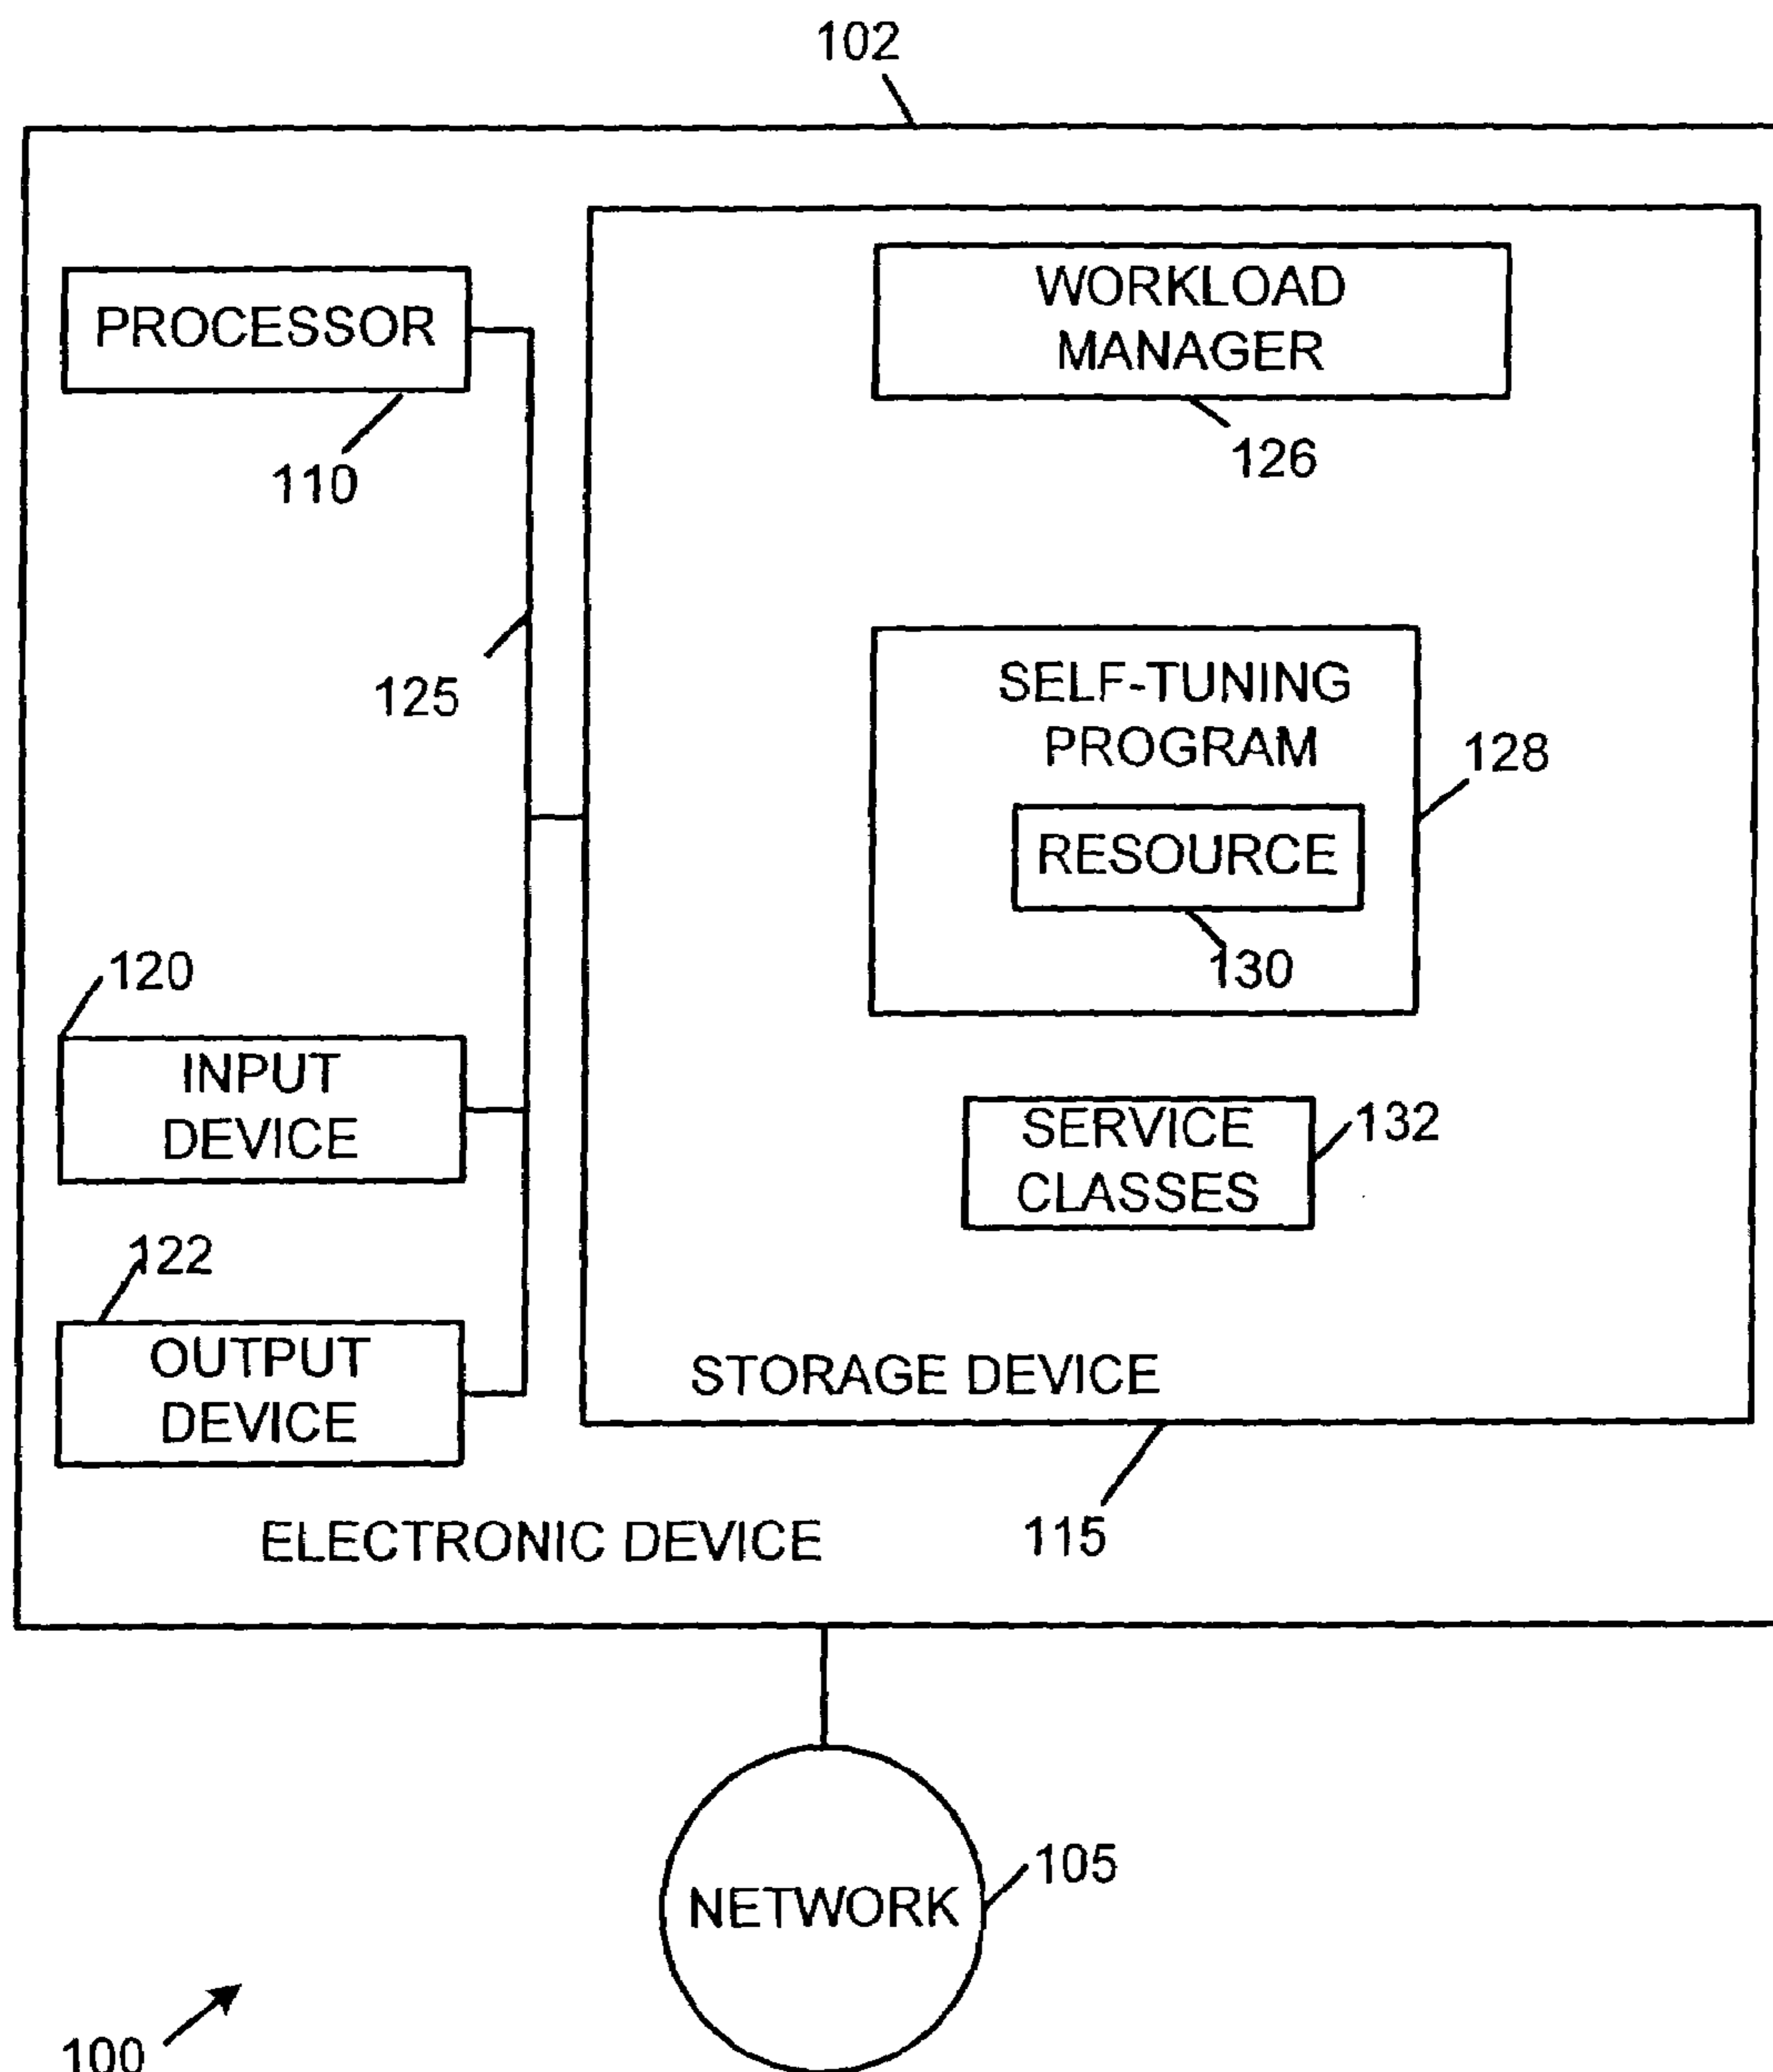 102
PROCESSOR
110
WORKLOAD
MANAGER
126
125
SELF-TUNING
PROGRAM
128
RESOURCE
130
120
INPUT
DEVICE
SERVICE
CLASSES
132
122
OUTPUT
DEVICE
STORAGE DEVICE
115
ELECTRONIC DEVICE
NETWORK
105
100